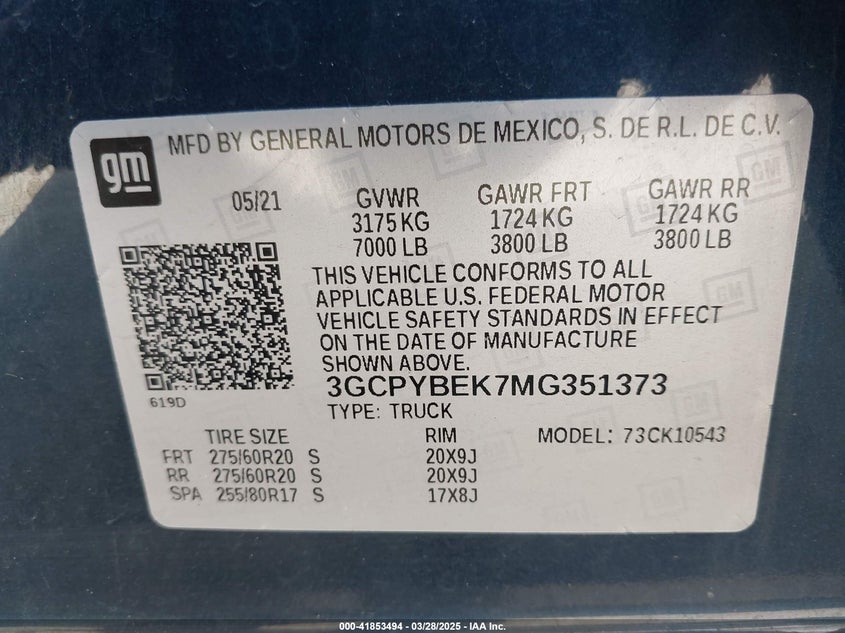 gm
MFD BY GENERAL MOTORS DE MEXICO, S. DE R.L. DE C.V.
05/21 GVWR GAWR FRT GAWR RR
3175 KG 1724 KG 1724 KG
7000 LB 3800 LB 3800 LB
THIS VEHICLE CONFORMS TO ALL
APPLICABLE U.S. FEDERAL MOTOR
VEHICLE SAFETY STANDARDS IN EFFECT
ON THE DATE OF MANUFACTURE
SHOWN ABOVE.
3GCPYBEK7MG351373
619D
TYPE: TRUCK
TIRE SIZE RIM MODEL: 73CK10543
FRT 275/60R20 S 20X9J
RR 275/60R20 S 20X9J
SPA 255/80R17 S 17X8J
000-41853494 - 03/28/2025 - IAA Inc.